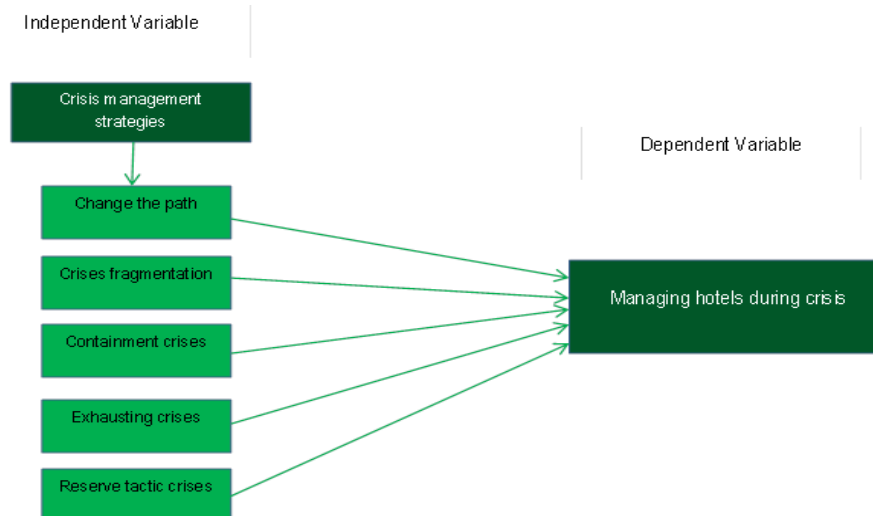 Independent Variable
Crisis management
strategies
Dependent Variable
Change the path
Crises fragmentation
Managing hotels during crisis
Containment crises
Exhausting crises
Reserve tactic crises